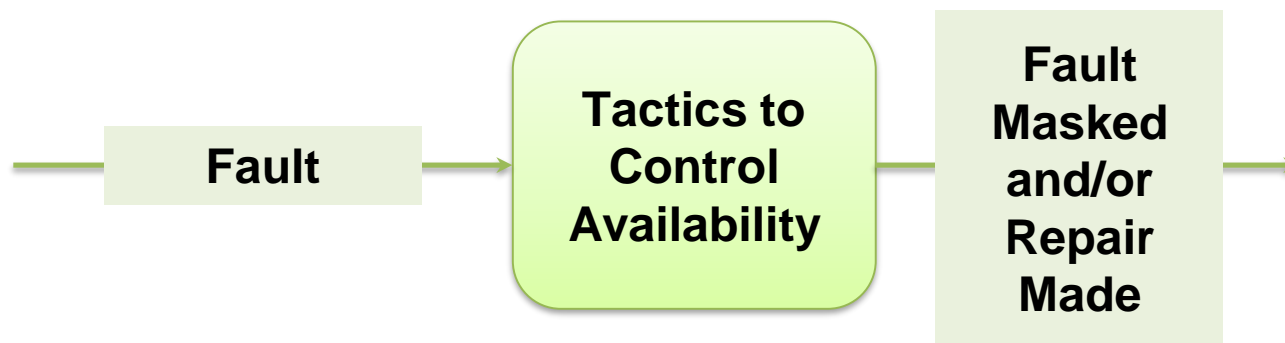 Fault
Tactics to
Control
Availability
Fault
Masked
and/or
Repair
Made